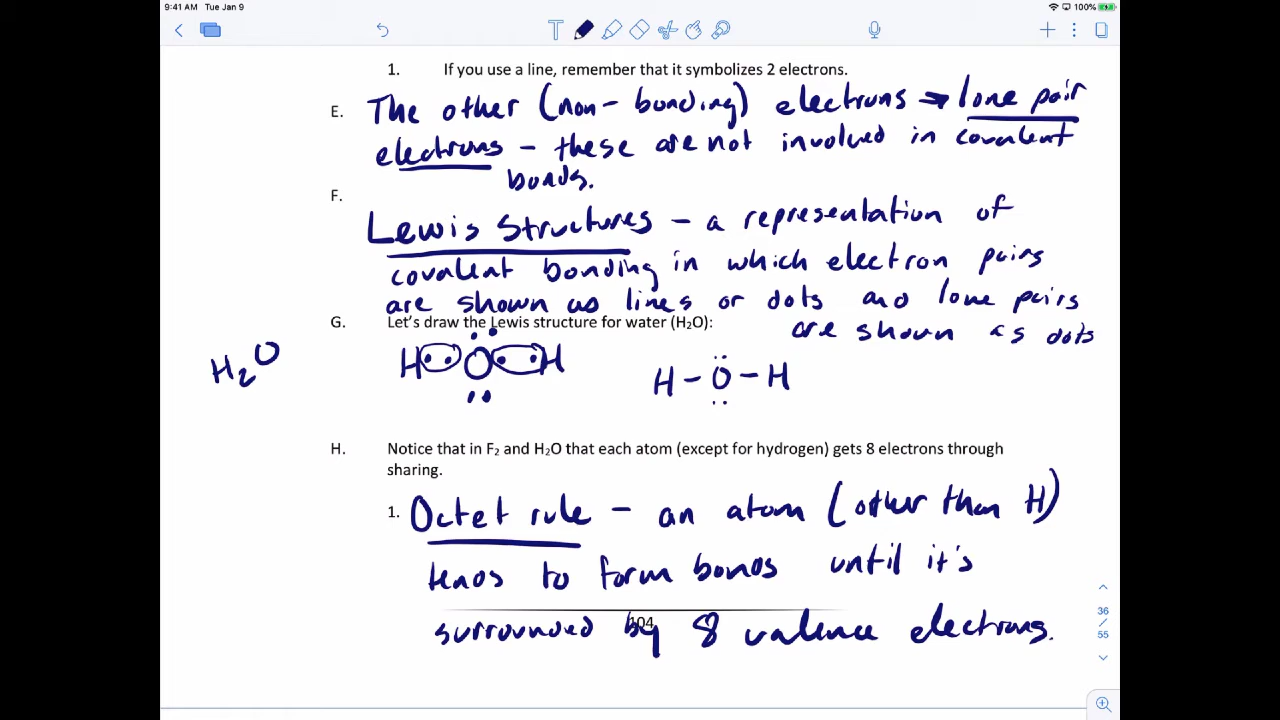 9:41 AM Tue Jan 9
100%
T
1. If you use a line, remember that it symbolizes 2 electrons.
E. The other (non-bonding) electrons → lone pair
electrons - these are not involved in covalent
bonds.
F.
Lewis Structures - a representation of
covalent bonding in which electron pairs
are shown as lines or dots and lone pairs
are shown as dots
G. Let's draw the Lewis structure for water (H₂O):
H₂O
H : O : H
H - O - H
H. Notice that in F₂ and H₂O that each atom (except for hydrogen) gets 8 electrons through
sharing.
1. Octet rule - an atom (other than H)
tends to form bonds until it's
surrounded by 8 valence electrons.
104
36
/
55